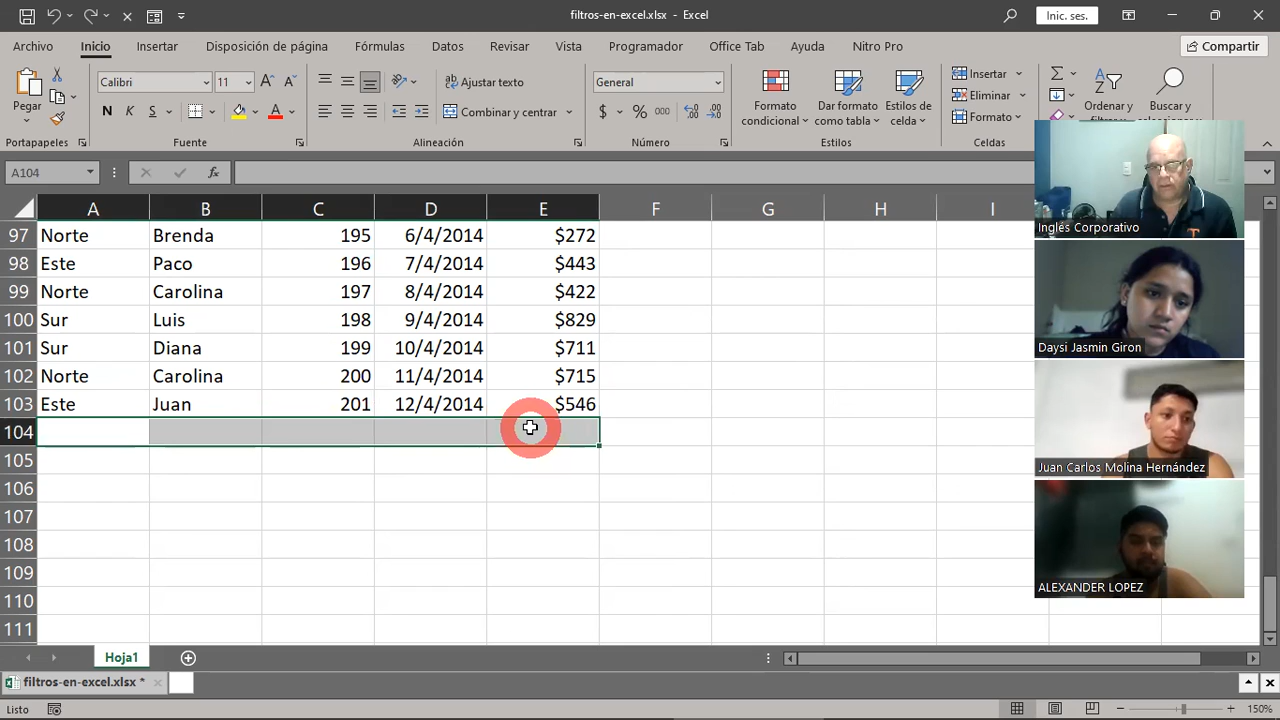 filtros-en-excel.xlsx - Excel
Inic. ses.
Archivo Inicio Insertar Disposición de página Fórmulas Datos Revisar Vista Programador Office Tab Ayuda Nitro Pro Compartir
Pegar
Calibri 11
N K S
Ajustar texto
Combinar y centrar
General
$ % 000
Formato condicional
Dar formato como tabla
Estilos de celda
Insertar
Eliminar
Formato
Ordenar y filtrar
Buscar y seleccionar
Portapapeles Fuente Alineación Número Estilos Celdas
A104 fx
A B C D E F G H I
97 Norte Brenda 195 6/4/2014 $272
98 Este Paco 196 7/4/2014 $443
99 Norte Carolina 197 8/4/2014 $422
100 Sur Luis 198 9/4/2014 $829
101 Sur Diana 199 10/4/2014 $711
102 Norte Carolina 200 11/4/2014 $715
103 Este Juan 201 12/4/2014 $546
104
105
106
107
108
109
110
111
Inglés Corporativo
Daysi Jasmin Giron
Juan Carlos Molina Hernández
ALEXANDER LOPEZ
Hoja1
filtros-en-excel.xlsx *
Listo
150%